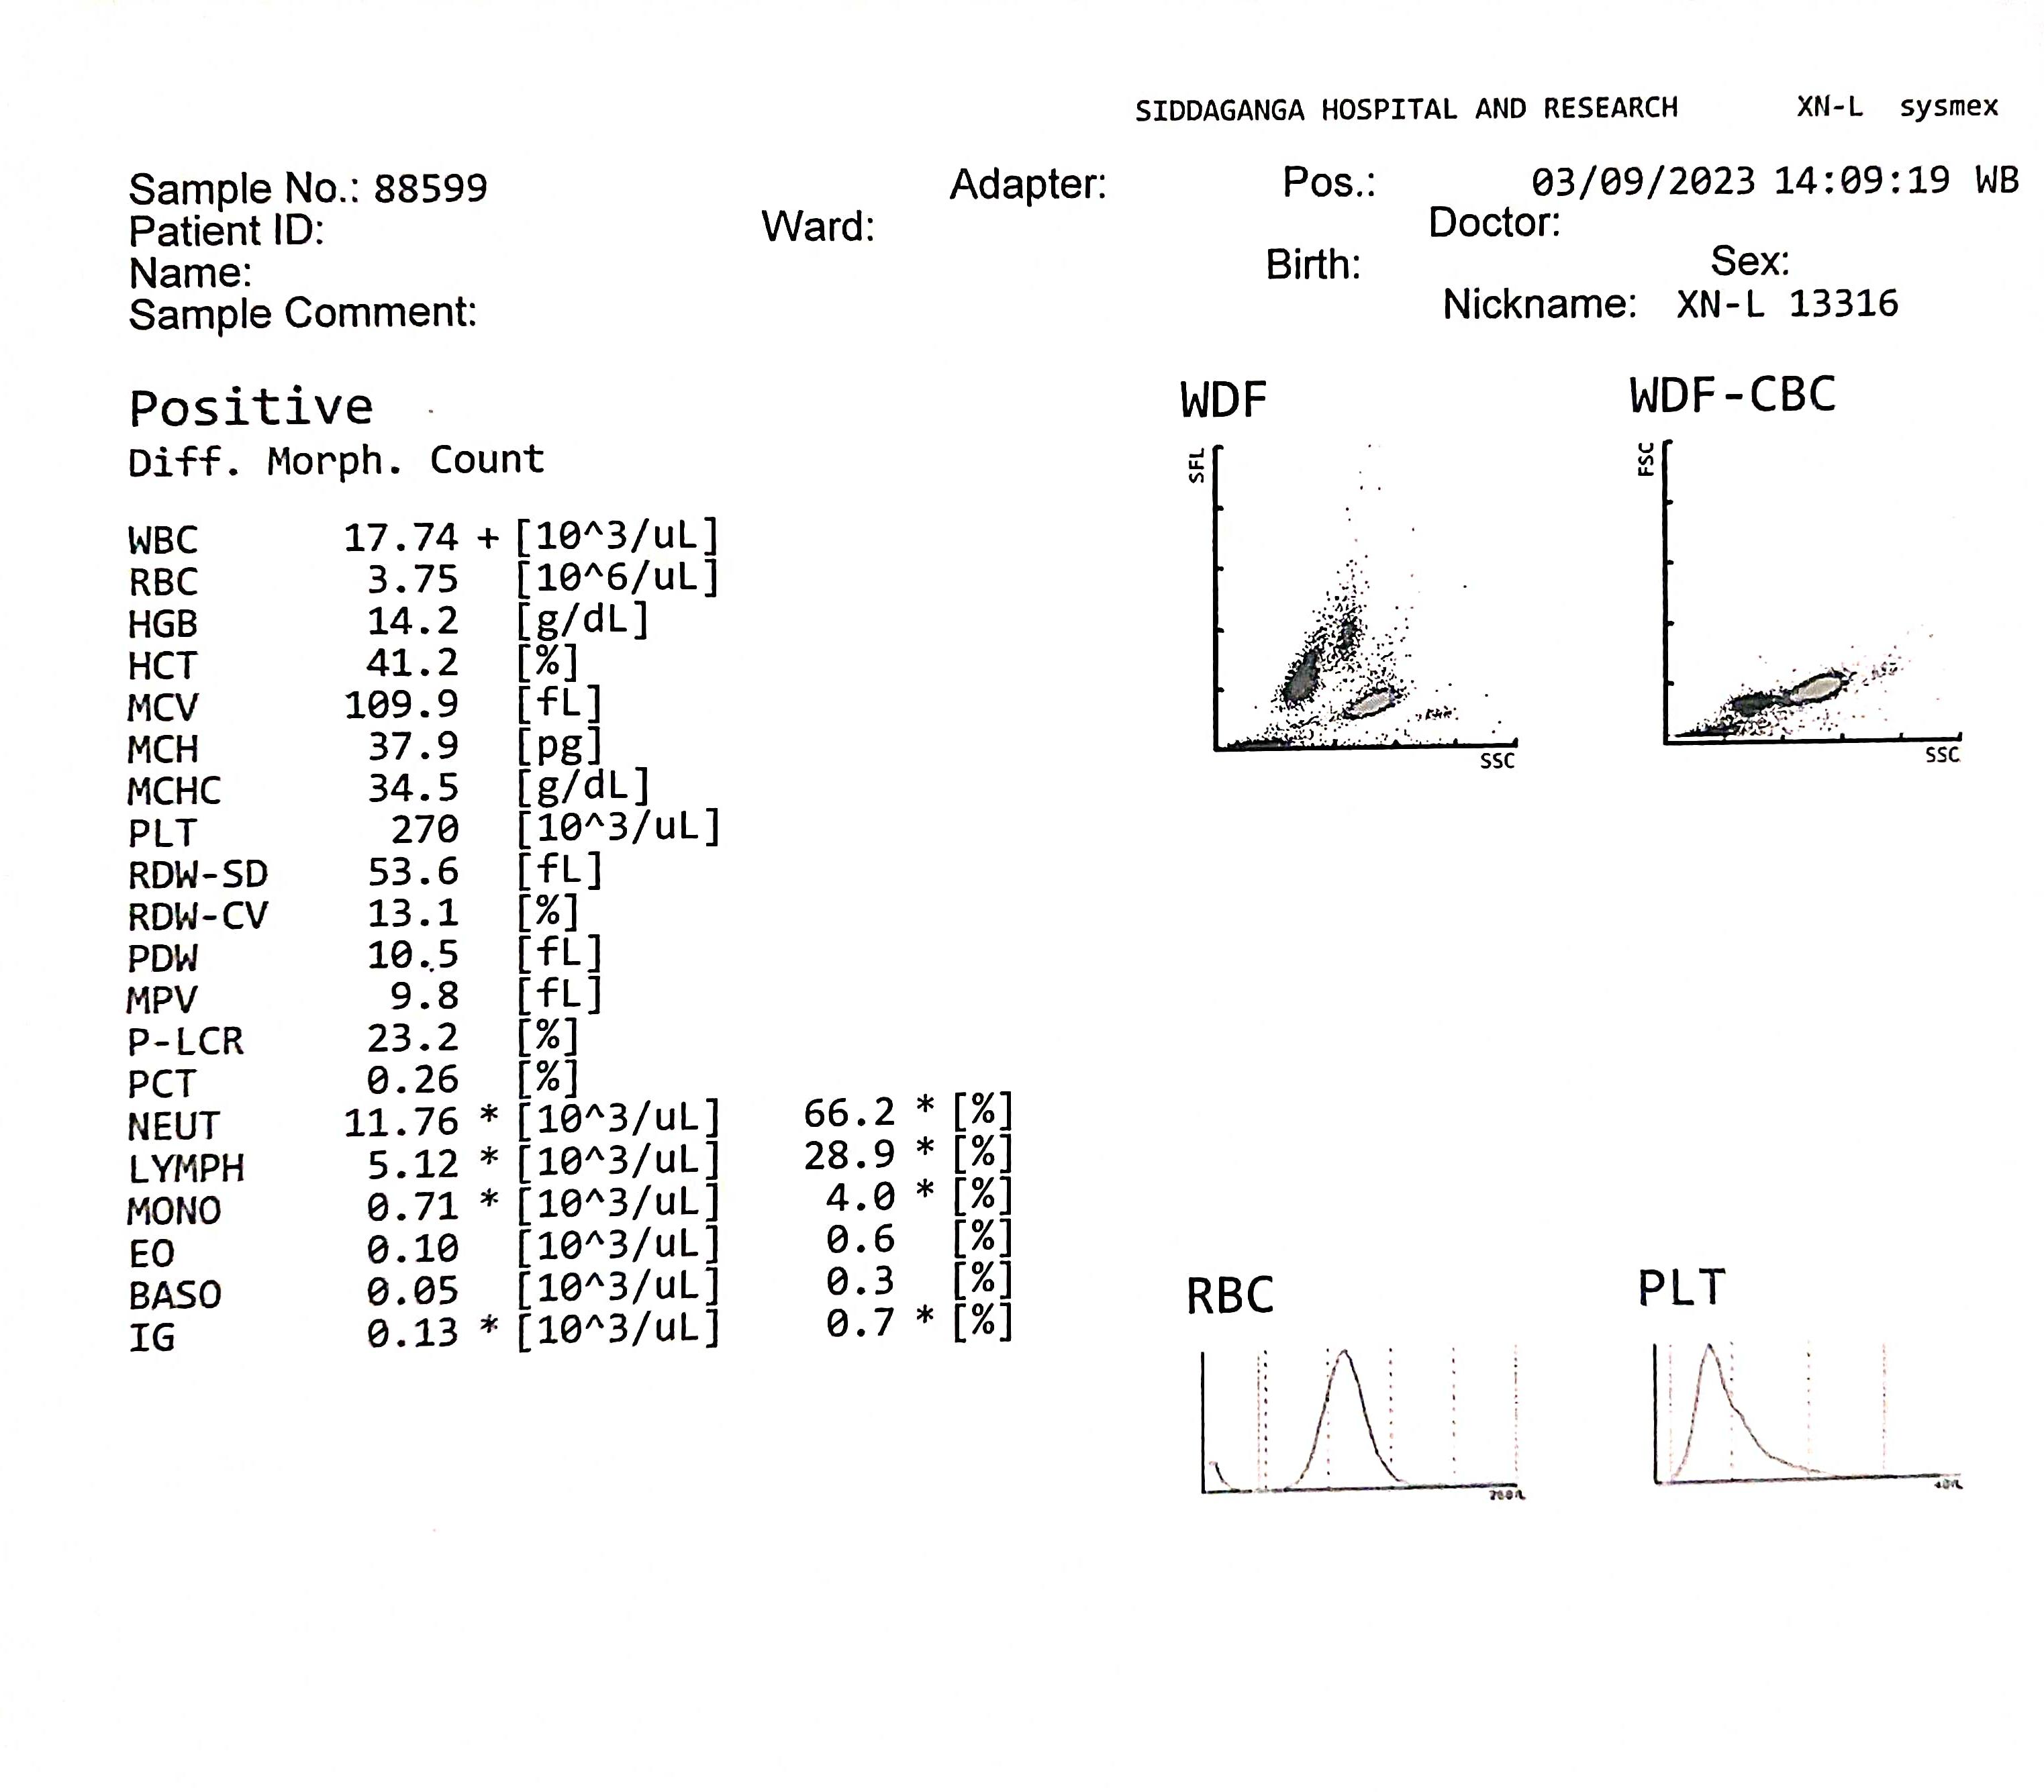 SIDDAGANGA HOSPITAL AND RESEARCH XN-L sysmex
Sample No.: 88599 Adapter: Pos.: 03/09/2023 14:09:19 WB
Patient ID: Ward: Doctor:
Name: Birth: Sex:
Sample Comment: Nickname: XN-L 13316
Positive
Diff. Morph. Count
WDF
WDF-CBC
SFL
SSC
FSC
SSC
WBC 17.74 + [10^3/uL]
RBC 3.75 [10^6/uL]
HGB 14.2 [g/dL]
HCT 41.2 [%]
MCV 109.9 [fL]
MCH 37.9 [pg]
MCHC 34.5 [g/dL]
PLT 270 [10^3/uL]
RDW-SD 53.6 [fL]
RDW-CV 13.1 [%]
PDW 10.5 [fL]
MPV 9.8 [fL]
P-LCR 23.2 [%]
PCT 0.26 [%]
NEUT 11.76 * [10^3/uL] 66.2 * [%]
LYMPH 5.12 * [10^3/uL] 28.9 * [%]
MONO 0.71 * [10^3/uL] 4.0 * [%]
EO 0.10 [10^3/uL] 0.6 [%]
BASO 0.05 [10^3/uL] 0.3 [%]
IG 0.13 * [10^3/uL] 0.7 * [%]
RBC
PLT